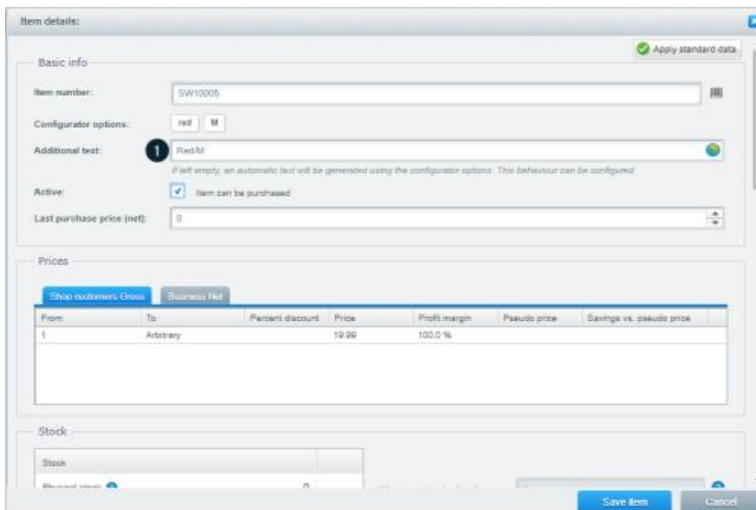 Item details:
Apply standard data
Basic info
Item number: SW10005
Configurator options: red M
Additional text: 1 Red/M
If left empty, an automatic text will be generated using the configurator options. This behaviour can be configured
Active: Item can be purchased
Last purchase price (net): 0
Prices
Shop customers Gross Business Net
From To Percent discount Price Profit margin Pseudo price Savings vs. pseudo price
1 Arbitrary 19.99 100.0 %
Stock
Stock
Physical stock 0
Save item Cancel